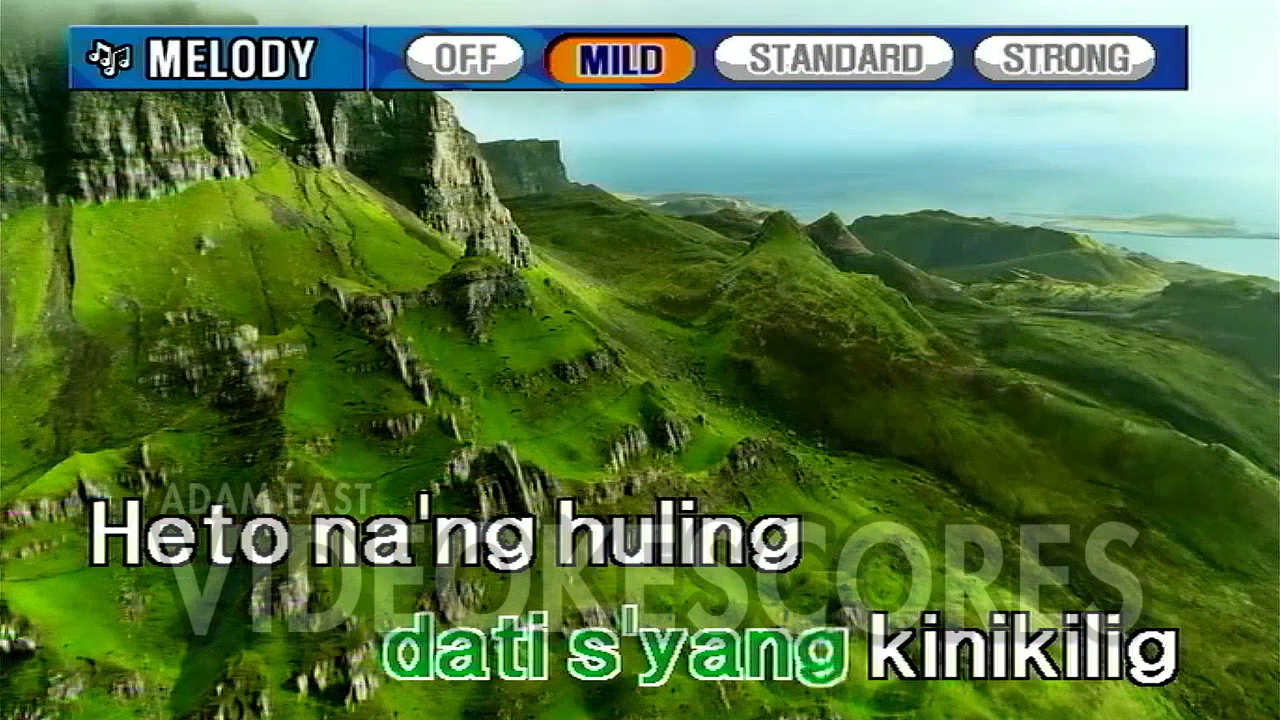 MELODY OFF MILD STANDARD STRONG
ADAM EAST
Heto na'ng huling
VIDEOKESCORES
dati s'yang kinikilig